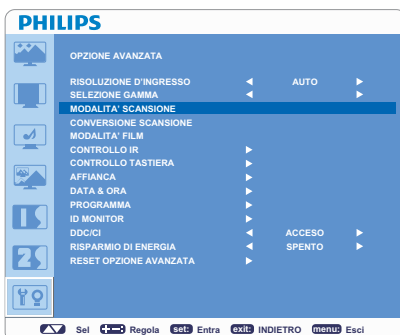 PHILIPS
OPZIONE AVANZATA
RISOLUZIONE D'INGRESSO AUTO
SELEZIONE GAMMA
MODALITA' SCANSIONE
CONVERSIONE SCANSIONE
MODALITA' FILM
CONTROLLO IR
CONTROLLO TASTIERA
AFFIANCA
DATA & ORA
PROGRAMMA
ID MONITOR
DDC/CI ACCESO
RISPARMIO DI ENERGIA SPENTO
RESET OPZIONE AVANZATA
Sel Regola set: Entra exit: INDIETRO menu: Esci